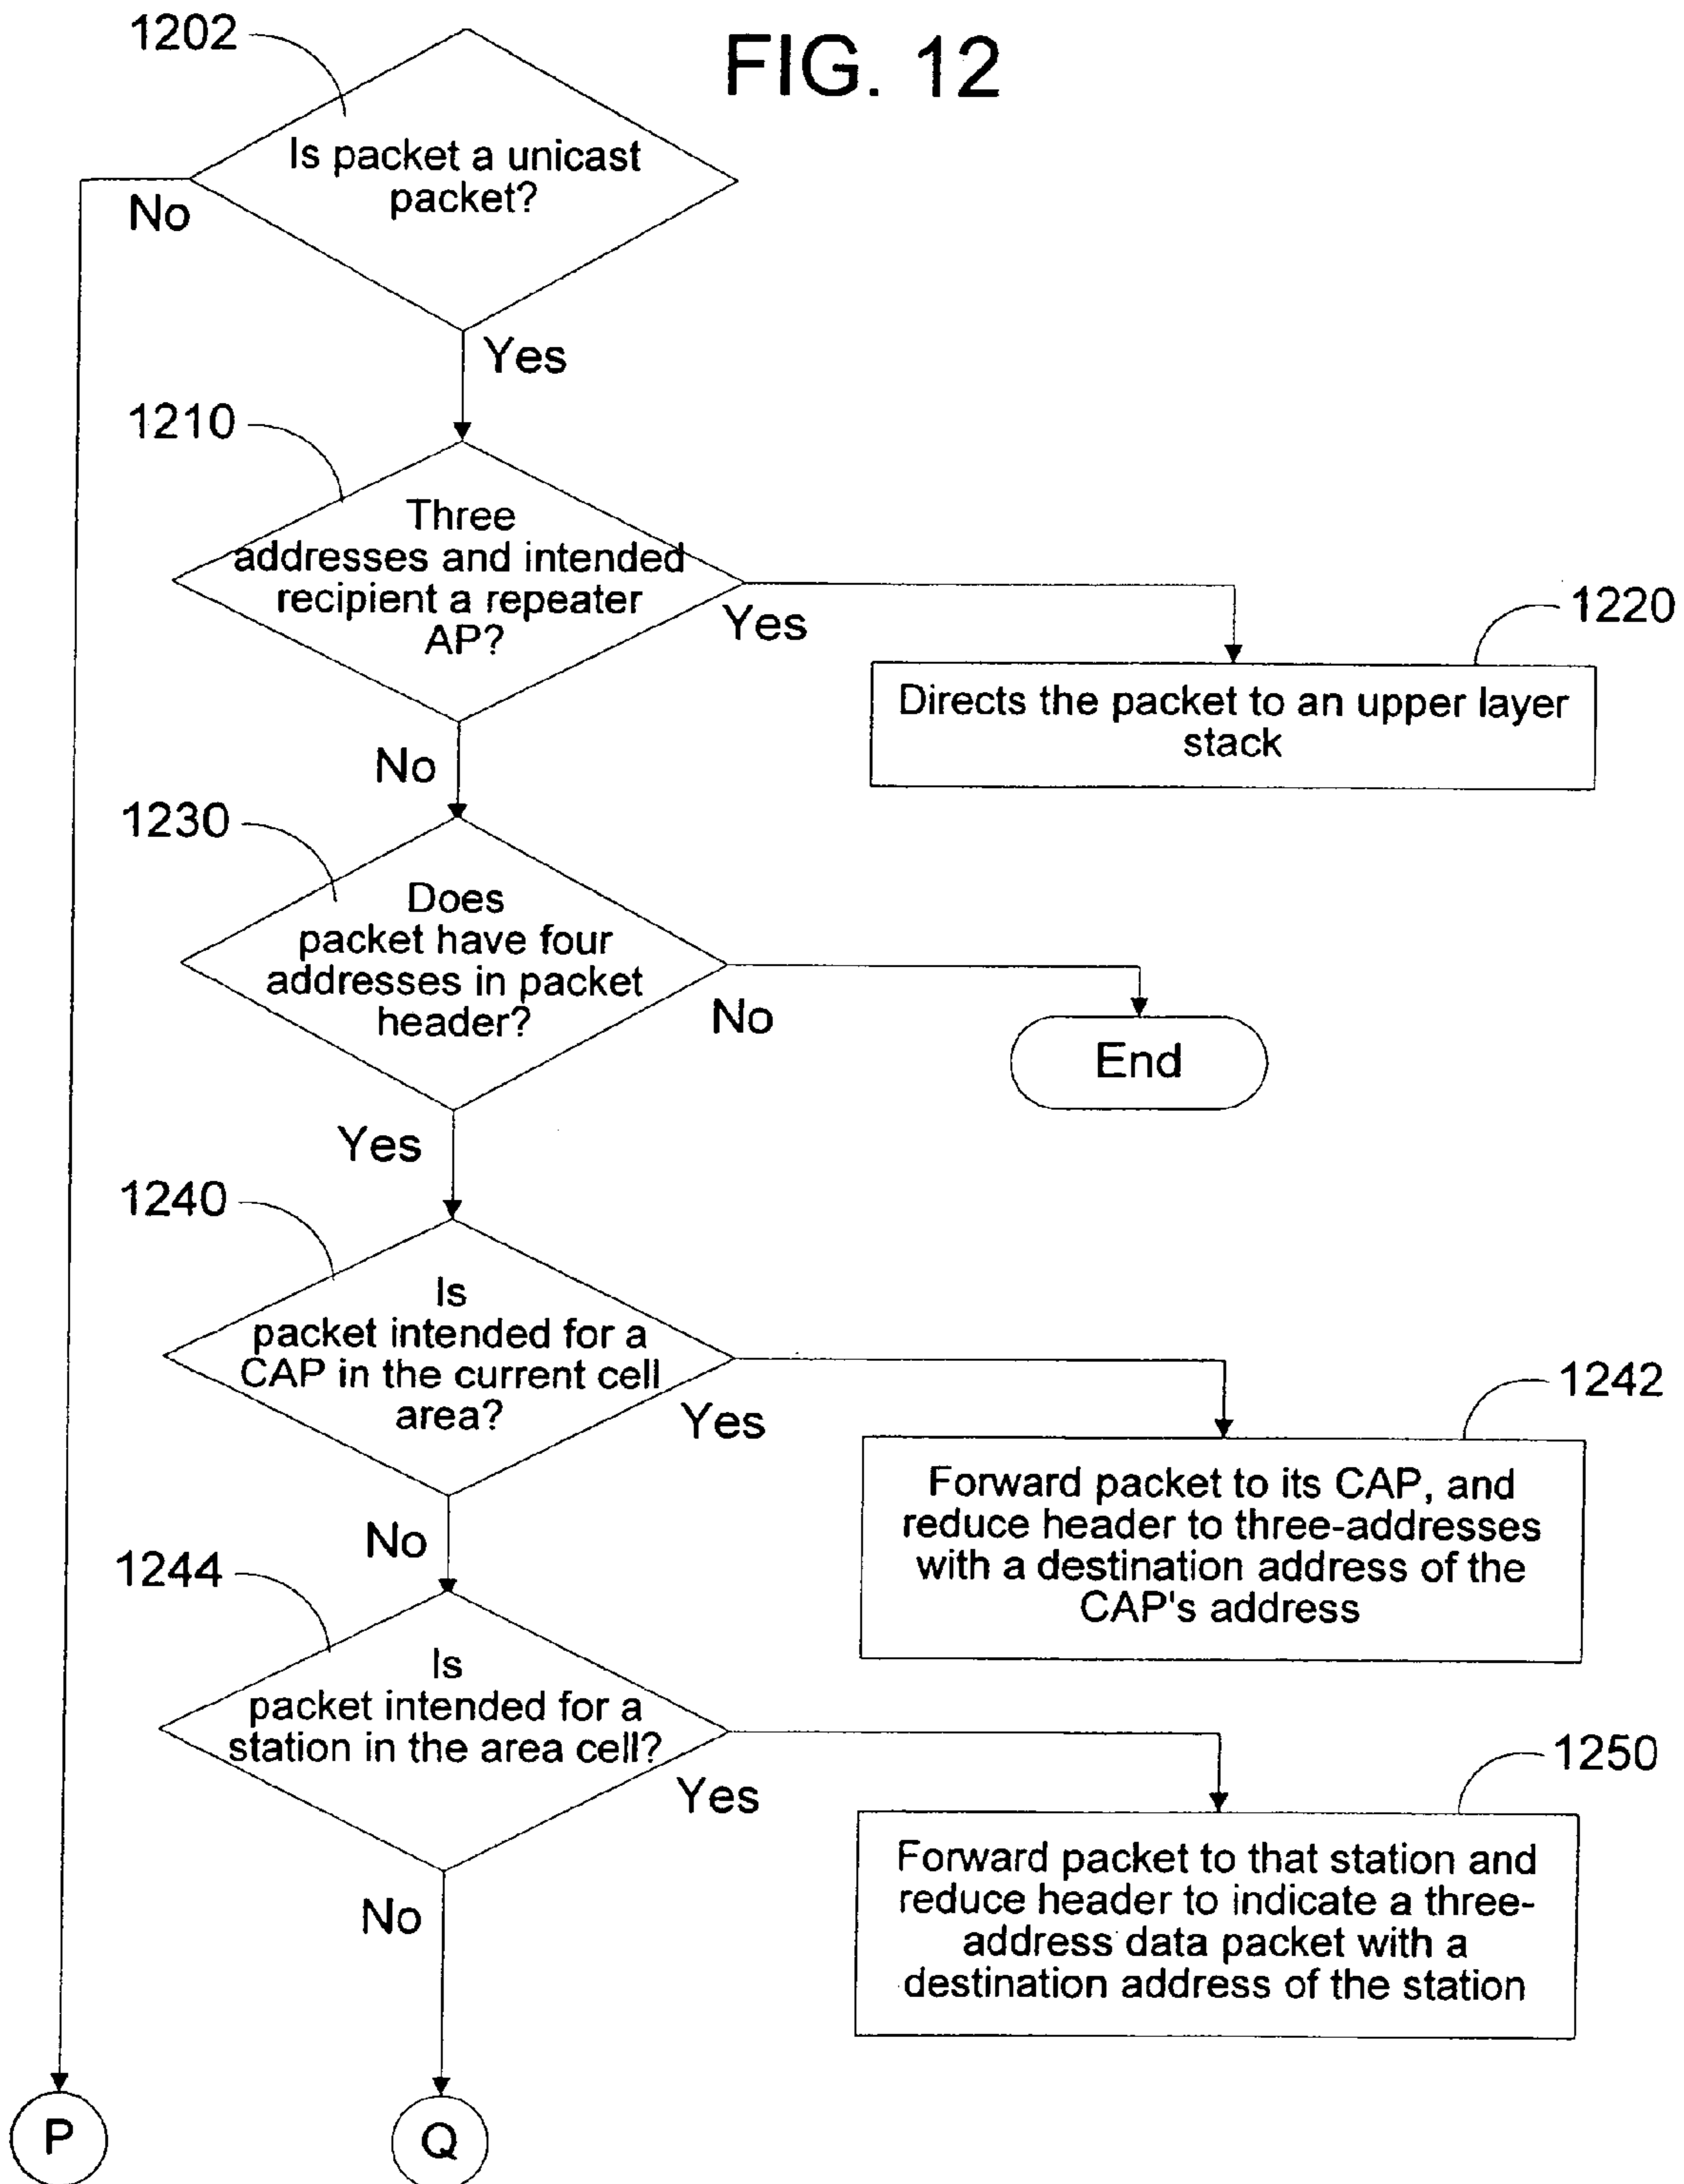 FIG. 12
1202
Is packet a unicast
packet?
No
Yes
1210
Three
addresses and intended
recipient a repeater
AP?
Yes
1220
Directs the packet to an upper layer
stack
No
1230
Does
packet have four
addresses in packet
header?
No
End
Yes
1240
Is
packet intended for a
CAP in the current cell
area?
Yes
1242
Forward packet to its CAP, and
reduce header to three-addresses
with a destination address of the
CAP's address
No
1244
Is
packet intended for a
station in the area cell?
Yes
1250
Forward packet to that station and
reduce header to indicate a three-
address data packet with a
destination address of the station
No
P
Q